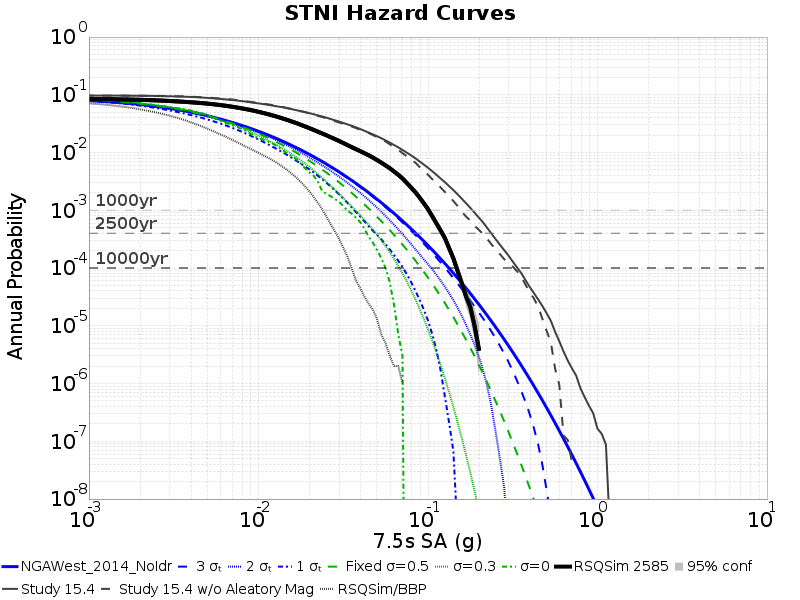 STNI Hazard Curves
Annual Probability
10^0
10^-1
10^-2
10^-3
10^-4
10^-5
10^-6
10^-7
10^-8
1000yr
2500yr
10000yr
10^-3
10^-2
10^-1
10^0
10^1
7.5s SA (g)
NGAWest_2014_NoIdr 3 σₜ 2 σₜ 1 σₜ Fixed σ=0.5 σ=0.3 σ=0 RSQSim 2585 95% conf
Study 15.4 Study 15.4 w/o Aleatory Mag RSQSim/BBP